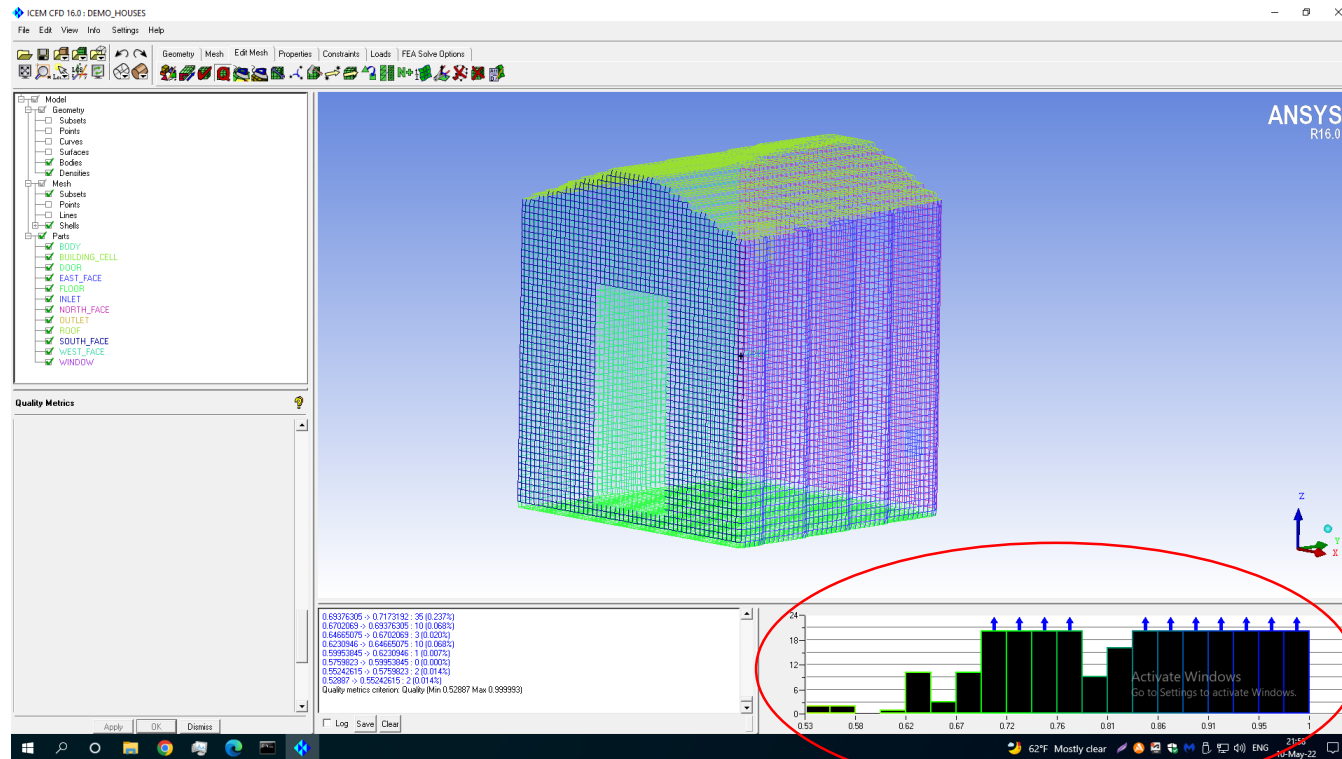 ICEM CFD 16.0 : DEMO_HOUSES
File Edit View Info Settings Help
Geometry Mesh Edit Mesh Properties Constraints Loads FEA Solve Options
Model
Geometry
Subsets
Points
Curves
Surfaces
Bodies
Densities
Mesh
Subsets
Points
Lines
Shells
Parts
BODY
BUILDING_CELL
DOOR
EAST_FACE
FLOOR
INLET
NORTH_FACE
OUTLET
ROOF
SOUTH_FACE
WEST_FACE
WINDOW
ANSYS
R16.0
Z
Y
X
Quality Metrics
Apply OK Dismiss
0.69376305 -> 0.7173192 : 35 (0.237%)
0.6702069 -> 0.69376305 : 10 (0.068%)
0.64665075 -> 0.6702069 : 3 (0.020%)
0.6230946 -> 0.64665075 : 10 (0.068%)
0.59953845 -> 0.6230946 : 1 (0.007%)
0.5759823 -> 0.59953845 : 0 (0.000%)
0.55242615 -> 0.5759823 : 2 (0.014%)
0.52887 -> 0.55242615 : 2 (0.014%)
Quality metrics criterion: Quality (Min 0.52887 Max 0.999993)
Log Save Clear
24
18
12
6
0
0.53 0.58 0.62 0.67 0.72 0.76 0.81 0.86 0.91 0.95 1
Activate Windows
Go to Settings to activate Windows.
62°F Mostly clear ENG
10-May-22